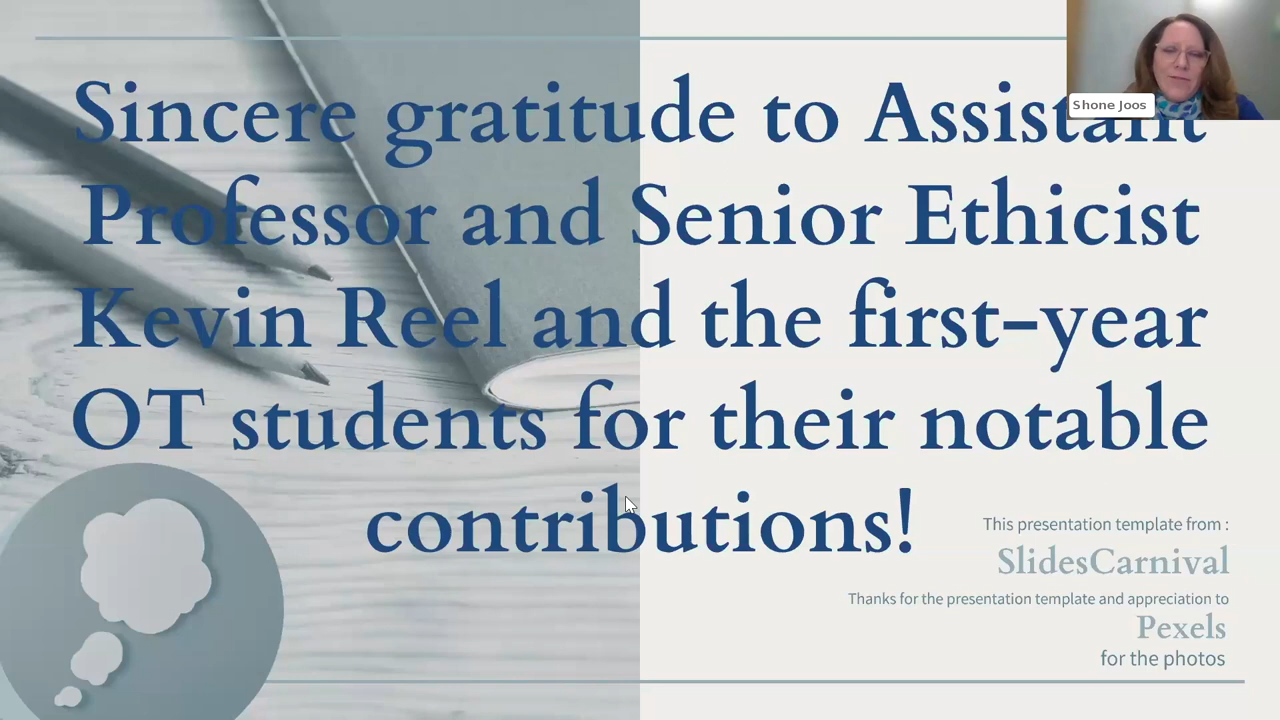 Sincere gratitude to Assistant
Shone Joos
Professor and Senior Ethicist
Kevin Reel and the first-year
OT students for their notable
contributions!
This presentation template from :
SlidesCarnival
Thanks for the presentation template and appreciation to
Pexels
for the photos